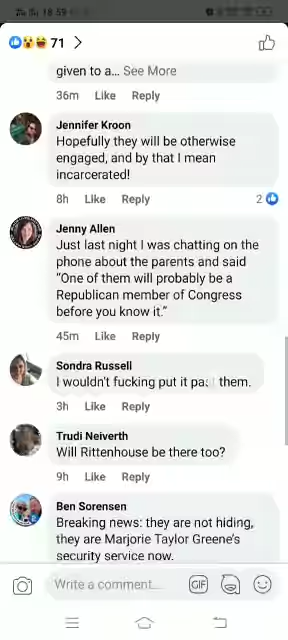 18:59
71
given to a... See More
36m Like Reply
Jennifer Kroon
Hopefully they will be otherwise
engaged, and by that I mean
incarcerated!
8h Like Reply 2
Jenny Allen
Just last night I was chatting on the
phone about the parents and said
“One of them will probably be a
Republican member of Congress
before you know it.”
45m Like Reply
Sondra Russell
I wouldn't fucking put it them.
3h Like Reply
Trudi Neiverth
Will Rittenhouse be there too?
9h Like Reply
Ben Sorensen
Breaking news: they are not hiding,
they are Marjorie Taylor Greene's
security service now.
Write a comment...
GIF